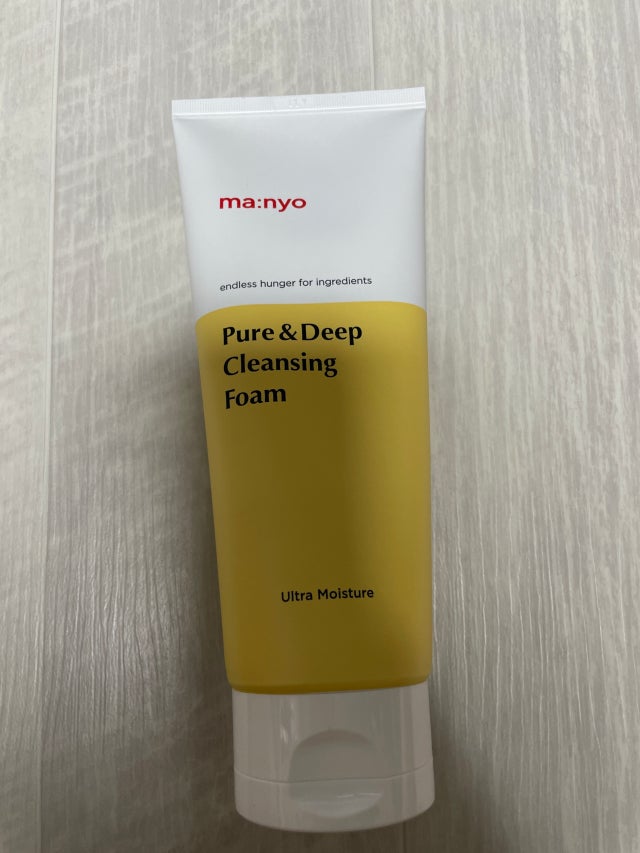 ma:nyo
endless hunger for ingredients
Pure & Deep
Cleansing
Foam
Ultra Moisture